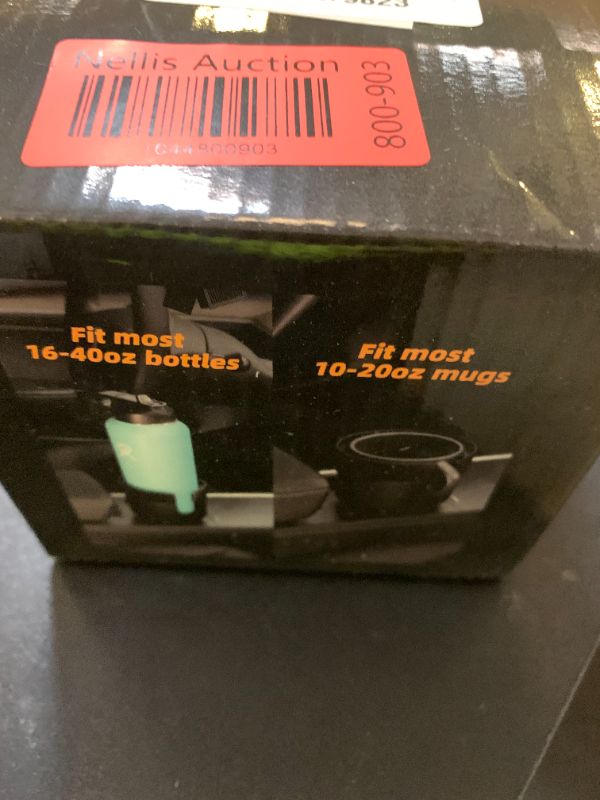 Nellis Auction
800-903
Fit most
16-40oz bottles
Fit most
10-20oz mugs